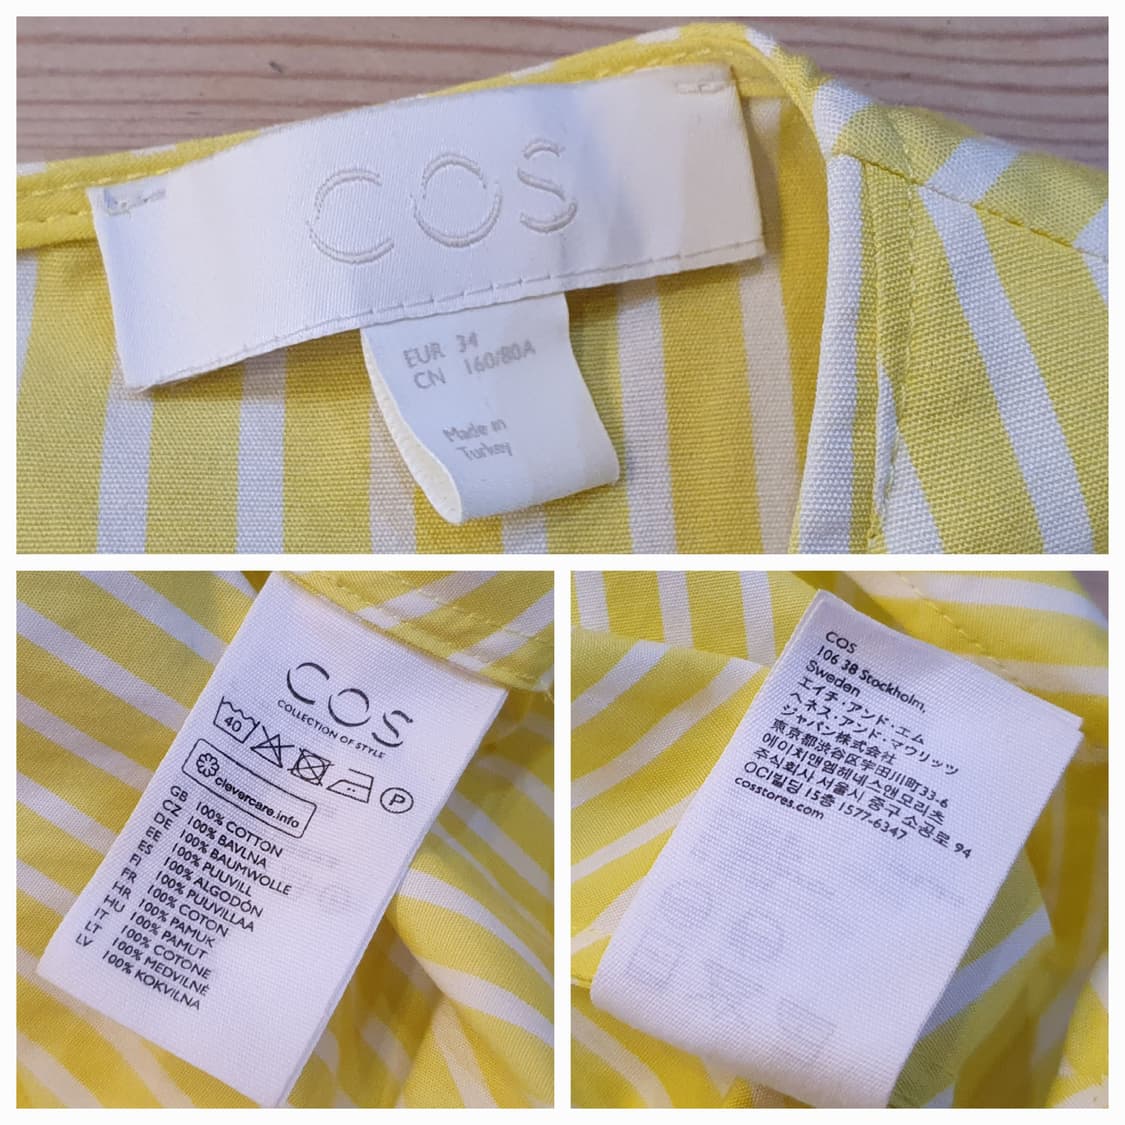 COS
EUR 34
CN 160/80A
Made in
Turkey
COS
COLLECTION OF STYLE
40
P
clevercare.info
GB 100% COTTON
CZ 100% BAVLNA
DE 100% BAUMWOLLE
EE 100% PUUVILL
ES 100% ALGODÓN
FI 100% PUUVILLAA
FR 100% COTON
HR 100% PAMUK
HU 100% PAMUT
IT 100% COTONE
LT 100% MEDVILNĖ
LV 100% KOKVILNA
COS
106 38 Stockholm,
Sweden
エイチ・アンド・エム
ヘネス・アンド・マウリッツ
ジャパン株式会社
東京都渋谷区宇田川町33-6
에이치앤엠헤네스앤모리츠
주식회사 서울시 중구 소공로 94
OCI빌딩 15층 1577-6347
cosstores.com